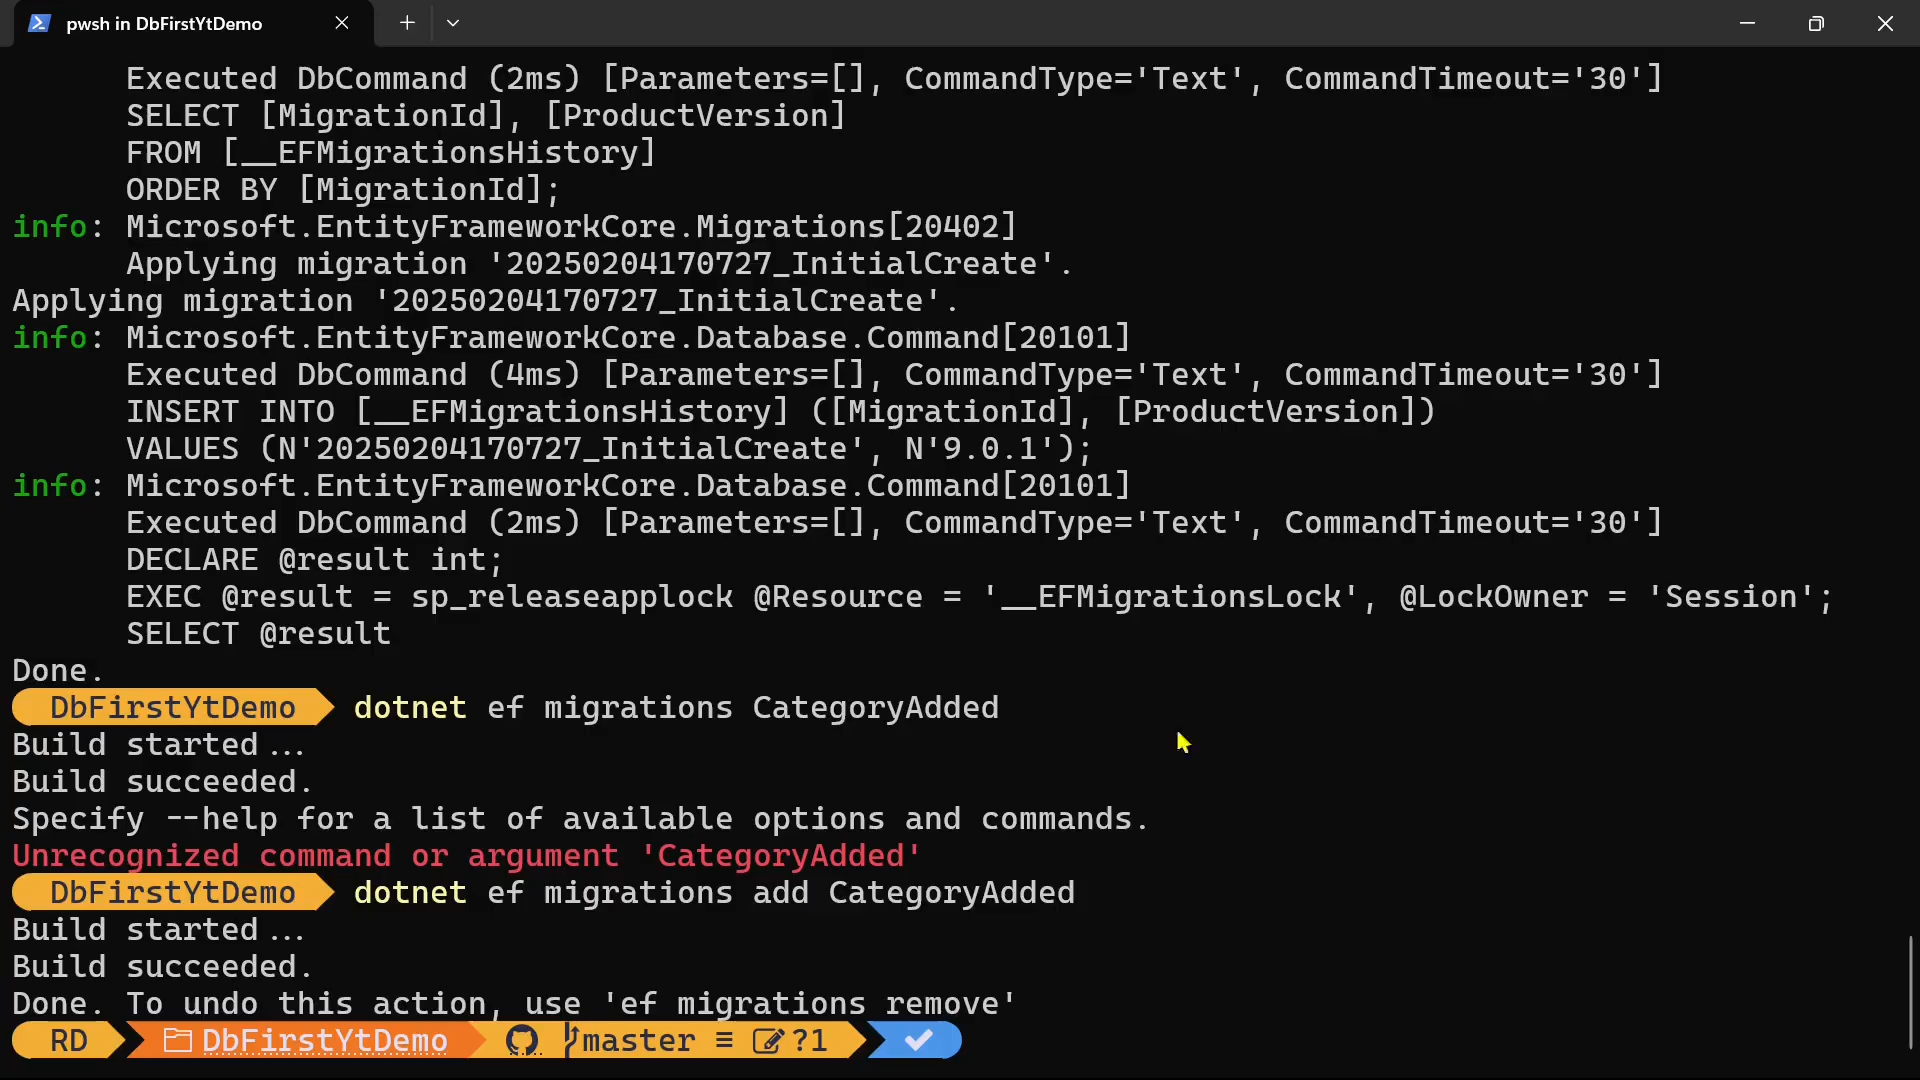 pwsh in DbFirstYtDemo
Executed DbCommand (2ms) [Parameters=[], CommandType='Text', CommandTimeout='30']
SELECT [MigrationId], [ProductVersion]
FROM [__EFMigrationsHistory]
ORDER BY [MigrationId];
info: Microsoft.EntityFrameworkCore.Migrations[20402]
Applying migration '20250204170727_InitialCreate'.
Applying migration '20250204170727_InitialCreate'.
info: Microsoft.EntityFrameworkCore.Database.Command[20101]
Executed DbCommand (4ms) [Parameters=[], CommandType='Text', CommandTimeout='30']
INSERT INTO [__EFMigrationsHistory] ([MigrationId], [ProductVersion])
VALUES (N'20250204170727_InitialCreate', N'9.0.1');
info: Microsoft.EntityFrameworkCore.Database.Command[20101]
Executed DbCommand (2ms) [Parameters=[], CommandType='Text', CommandTimeout='30']
DECLARE @result int;
EXEC @result = sp_releaseapplock @Resource = '__EFMigrationsLock', @LockOwner = 'Session';
SELECT @result
Done.
DbFirstYtDemo dotnet ef migrations CategoryAdded
Build started...
Build succeeded.
Specify --help for a list of available options and commands.
Unrecognized command or argument 'CategoryAdded'
DbFirstYtDemo dotnet ef migrations add CategoryAdded
Build started...
Build succeeded.
Done. To undo this action, use 'ef migrations remove'
RD DbFirstYtDemo master ≡ ?1